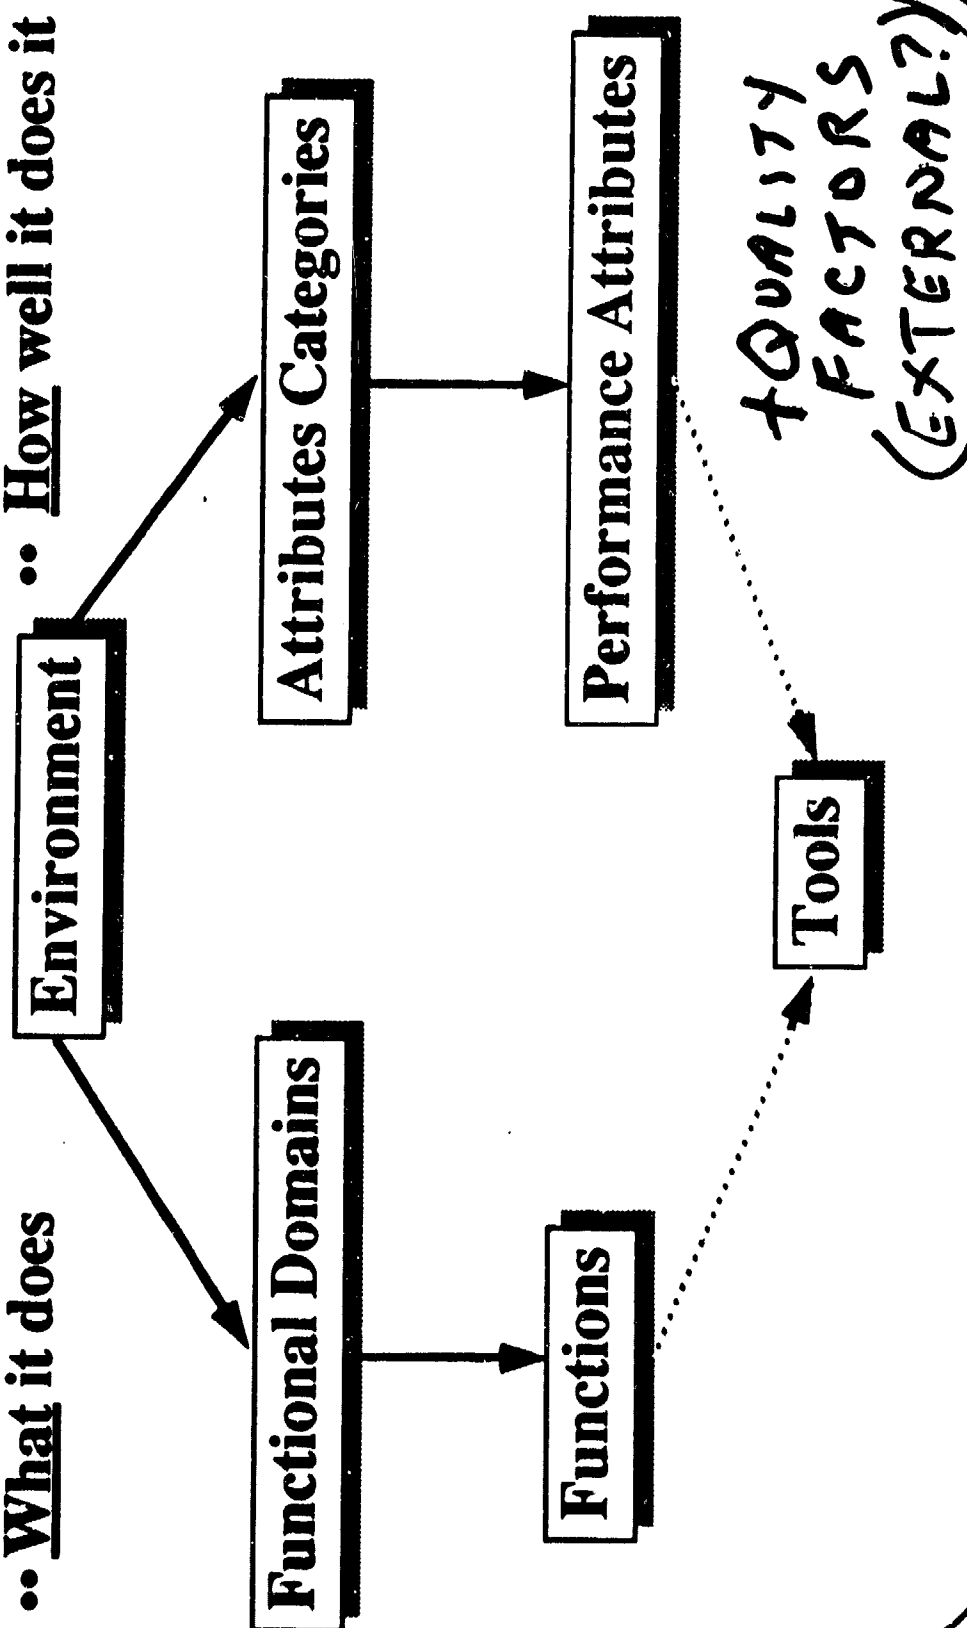 •• What it does
•• How well it does it
Environment
Functional Domains
Attributes Categories
Functions
Performance Attributes
Tools
+ QUALITY
FACTORS
(EXTERNAL?)